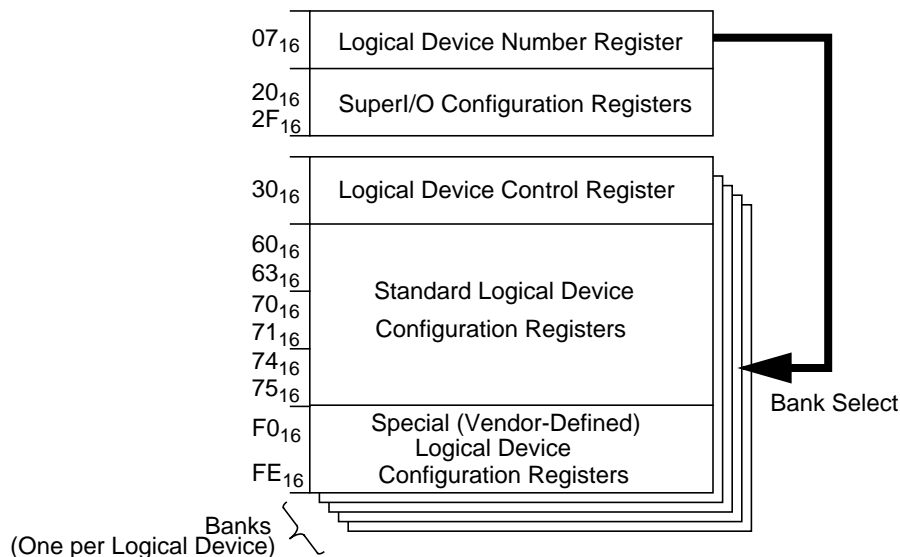 07₁₆ Logical Device Number Register
20₁₆
SuperI/O Configuration Registers
2F₁₆
30₁₆ Logical Device Control Register
60₁₆
63₁₆
Standard Logical Device
70₁₆
Configuration Registers
71₁₆
74₁₆
75₁₆
Bank Select
F0₁₆ Special (Vendor-Defined)
Logical Device
FE₁₆ Configuration Registers
Banks
(One per Logical Device)